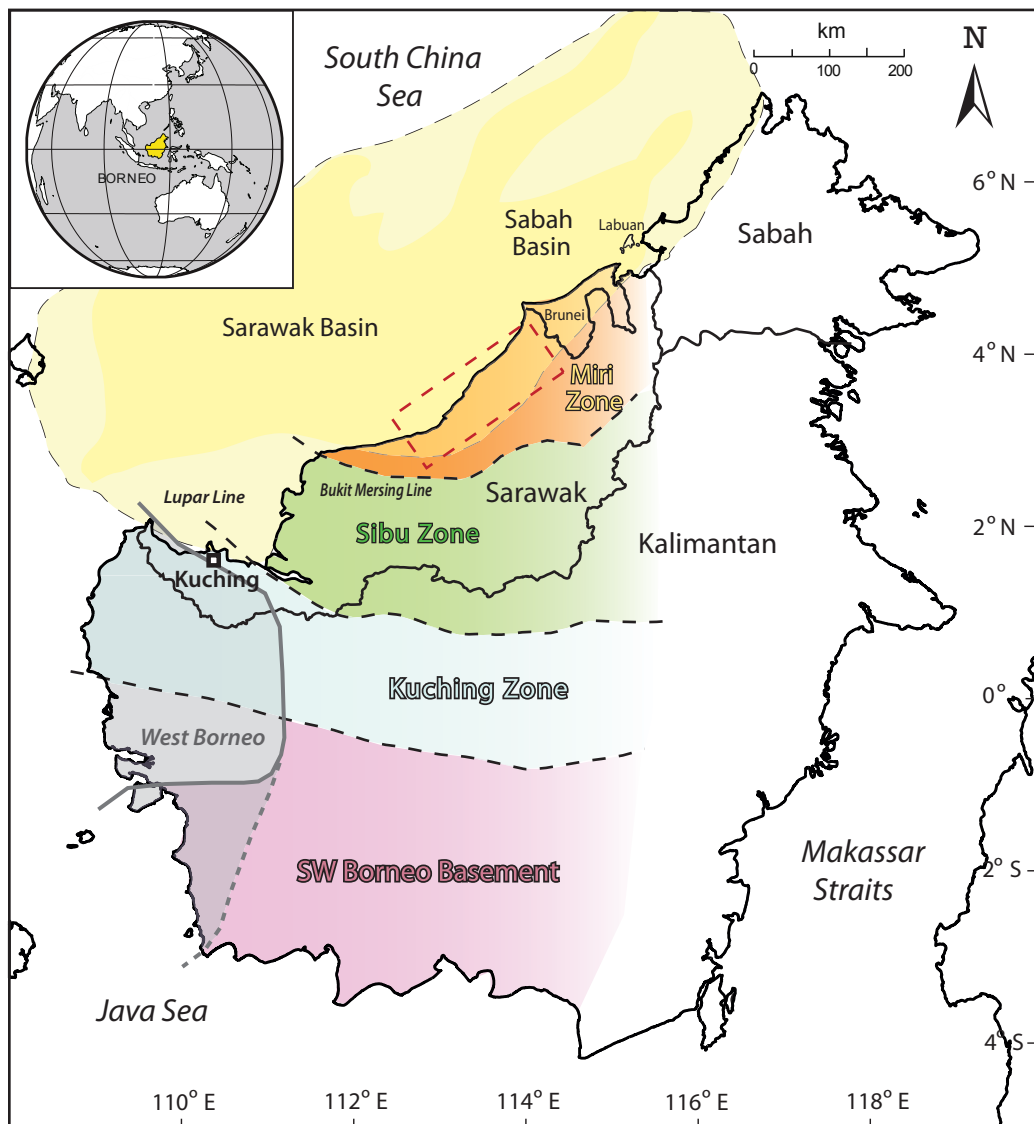 BORNEO
South China
Sea
km
0 100 200
N
6° N
Sabah
Basin
Labuan
Sabah
Sarawak Basin
Brunei
4° N
Miri
Zone
Lupar Line
Bukit Mersing Line
Sarawak
Sibu Zone
2° N
Kalimantan
Kuching
Kuching Zone
0°
West Borneo
SW Borneo Basement
Makassar
Straits
2° S
Java Sea
4° S
110° E 112° E 114° E 116° E 118° E